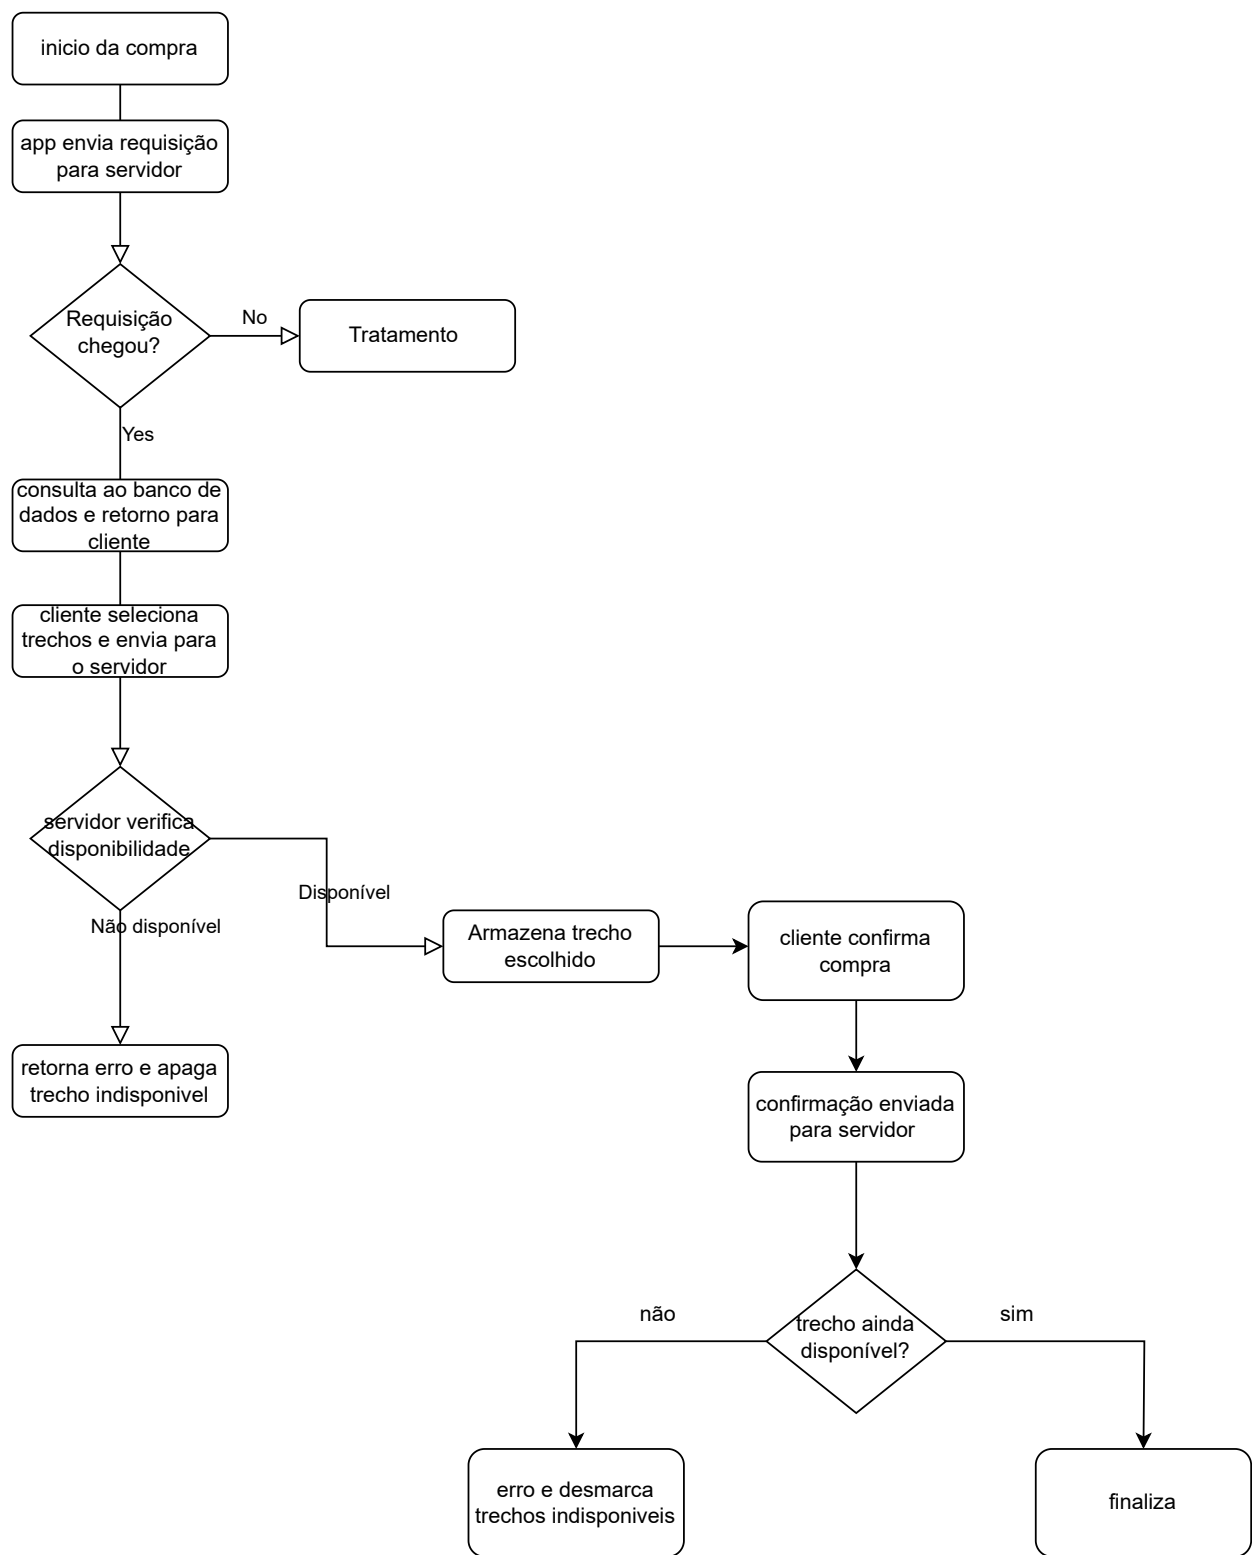 inicio da compra
app envia requisição
para servidor
Requisição
chegou?
No
Tratamento
Yes
consulta ao banco de
dados e retorno para
cliente
cliente seleciona
trechos e envia para
o servidor
servidor verifica
disponibilidade
Disponível
Não disponível
Armazena trecho
escolhido
cliente confirma
compra
retorna erro e apaga
trecho indisponivel
confirmação enviada
para servidor
trecho ainda
disponível?
não
sim
erro e desmarca
trechos indisponiveis
finaliza